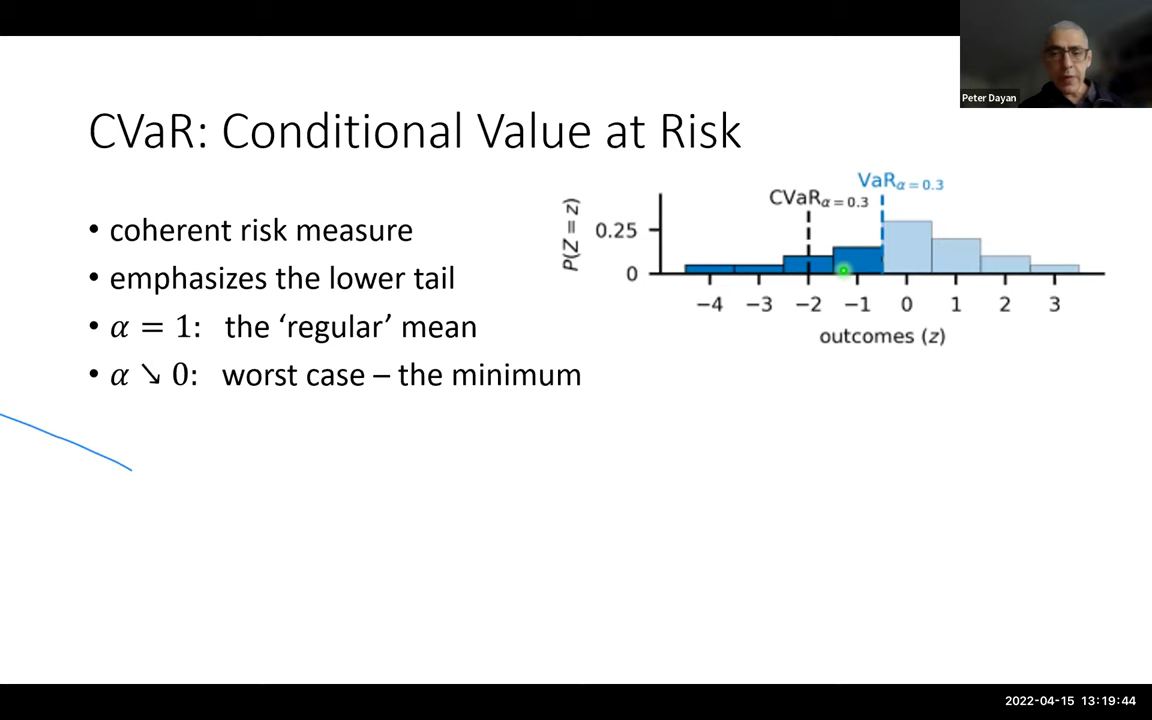 Peter Dayan
CVaR: Conditional Value at Risk
• coherent risk measure
• emphasizes the lower tail
• α = 1: the ‘regular’ mean
• α ↘ 0: worst case – the minimum
VaRα=0.3
CVaRα=0.3
P(Z = z)
0.25
0
−4 −3 −2 −1 0 1 2 3
outcomes (z)
2022-04-15 13:19:44